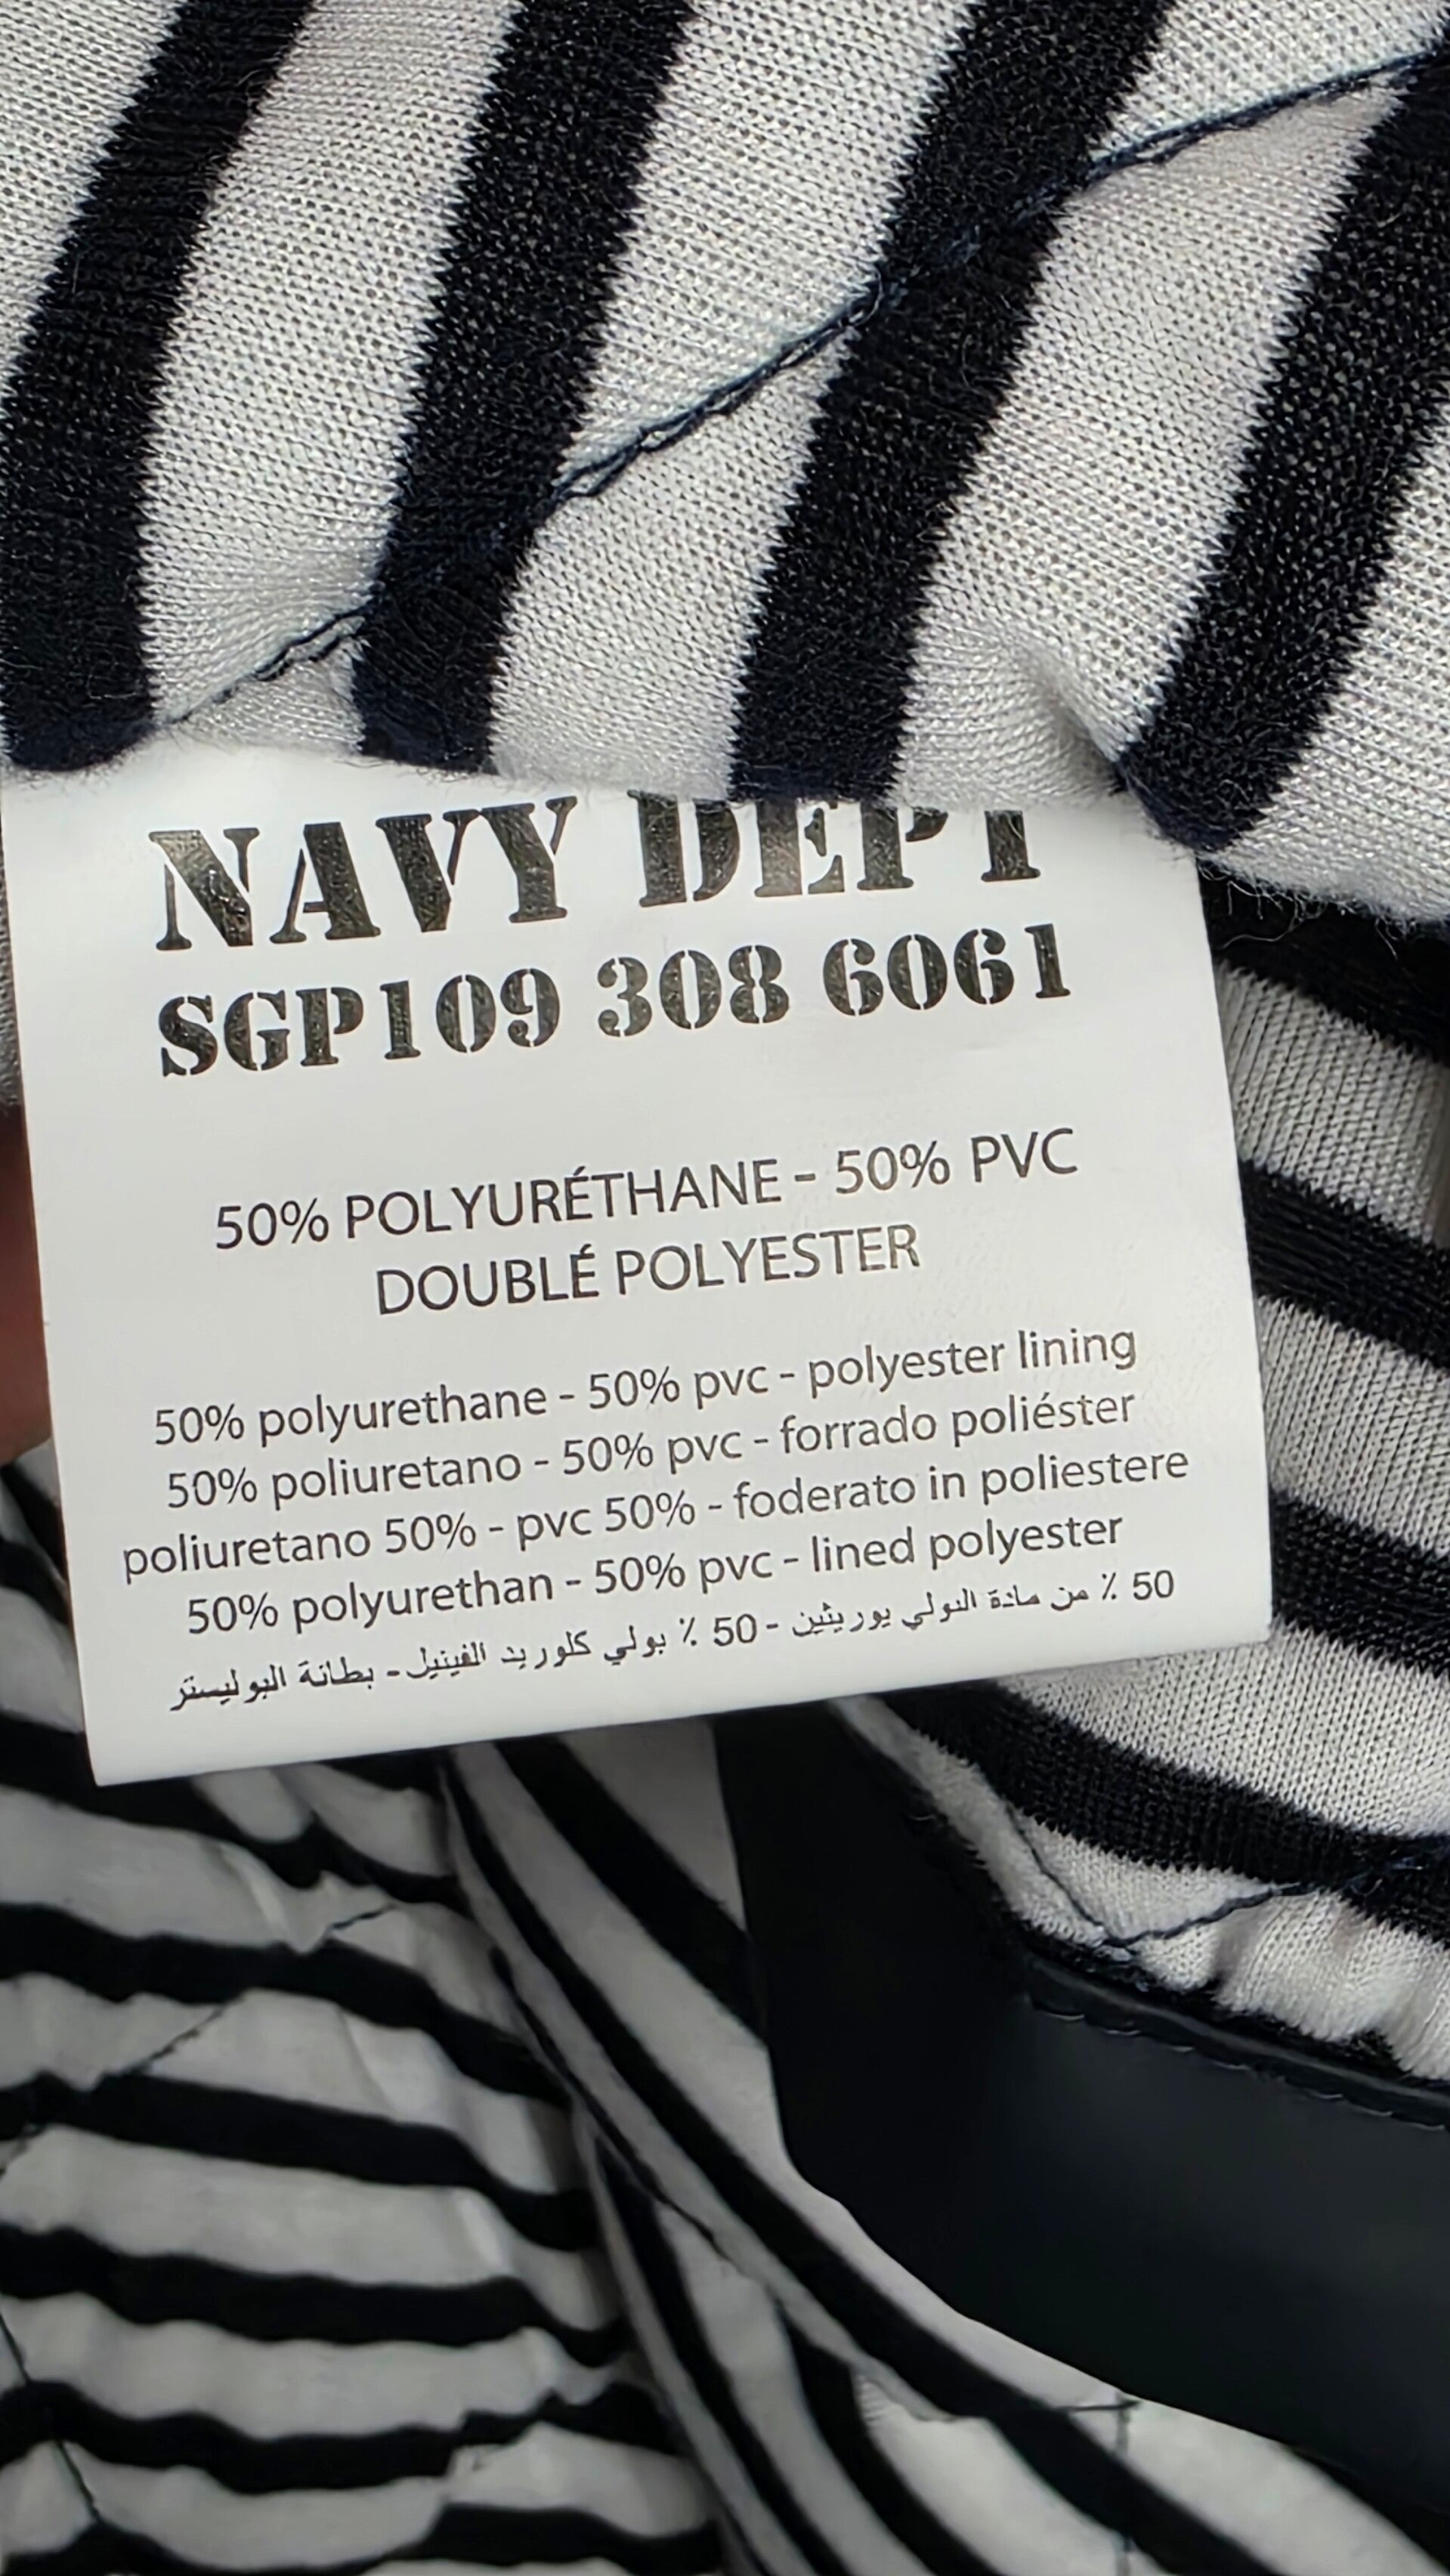 NAVY DEPT
SGP109 308 6061
50% POLYURÉTHANE - 50% PVC
DOUBLÉ POLYESTER
50% polyurethane - 50% pvc - polyester lining
50% poliuretano - 50% pvc - forrado poliéster
poliuretano 50% - pvc 50% - foderato in poliestere
50% polyurethan - 50% pvc - lined polyester
50 ٪ من مادة البولي يوريثين - 50 ٪ بولي كلوريد الفينيل - بطانة البوليستر